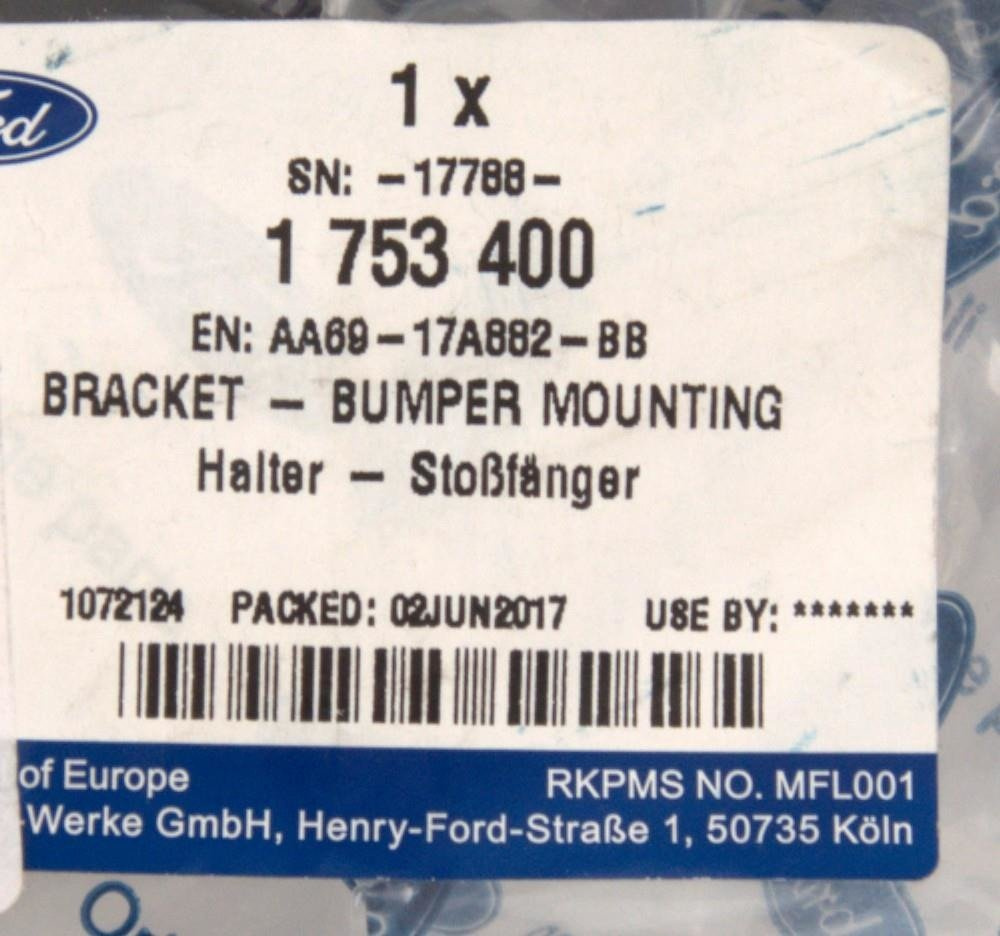 1 x
SN: -17788-
1 753 400
EN: AA69-17A882-BB
BRACKET - BUMPER MOUNTING
Halter - Stoßfänger
1072124 PACKED: 02JUN2017 USE BY: *******
of Europe RKPMS NO. MFL001
-Werke GmbH, Henry-Ford-Straße 1, 50735 Köln